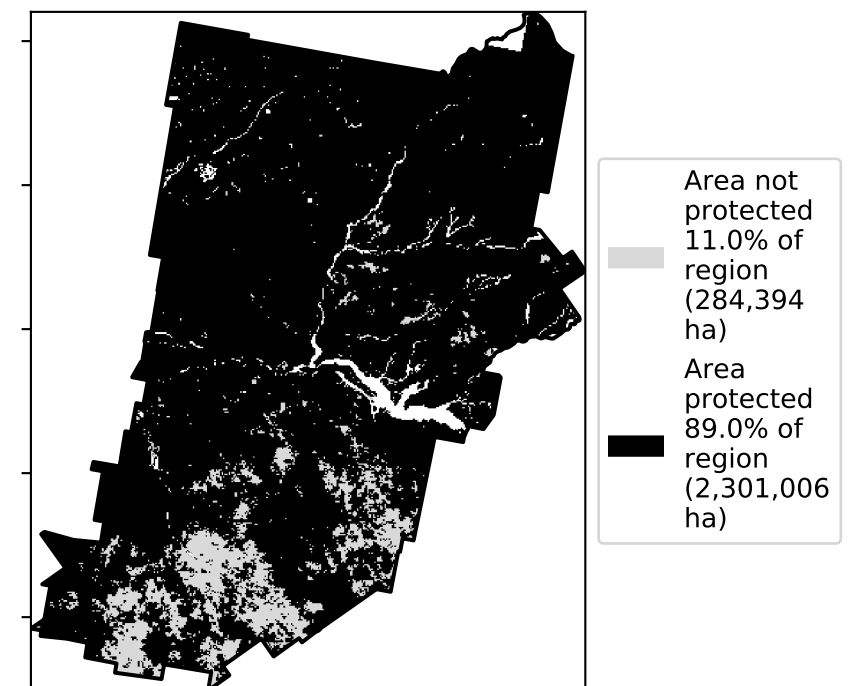 Area not
protected
11.0% of
region
(284,394
ha)
Area
protected
89.0% of
region
(2,301,006
ha)